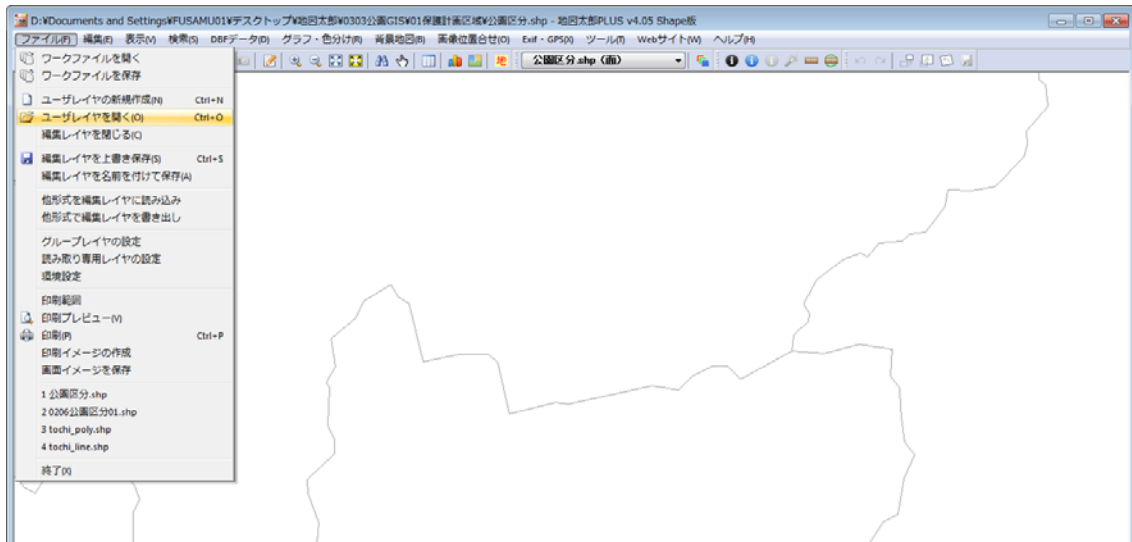 D:¥Documents and Settings¥FUSAMU01¥デスクトップ¥地図太郎¥0303公園GIS¥01保護計画区域¥公園区分.shp - 地図太郎PLUS v4.05 Shape版
ファイル(F) 編集(E) 表示(V) 検索(S) DBFデータ(D) グラフ・色分け(R) 背景地図(B) 画像位置合せ(O) Exif・GPS(X) ツール(T) Webサイト(W) ヘルプ(H)
地 公園区分.shp (面)
ワークファイルを開く
ワークファイルを保存
ユーザレイヤの新規作成(N) Ctrl+N
ユーザレイヤを開く(O) Ctrl+O
編集レイヤを閉じる(C)
編集レイヤを上書き保存(S) Ctrl+S
編集レイヤを名前を付けて保存(A)
他形式を編集レイヤに読み込み
他形式で編集レイヤを書き出し
グループレイヤの設定
読み取り専用レイヤの設定
環境設定
印刷範囲
印刷プレビュー(V)
印刷(P) Ctrl+P
印刷イメージの作成
画面イメージを保存
1 公園区分.shp
2 0206公園区分01.shp
3 tochi_poly.shp
4 tochi_line.shp
終了(X)